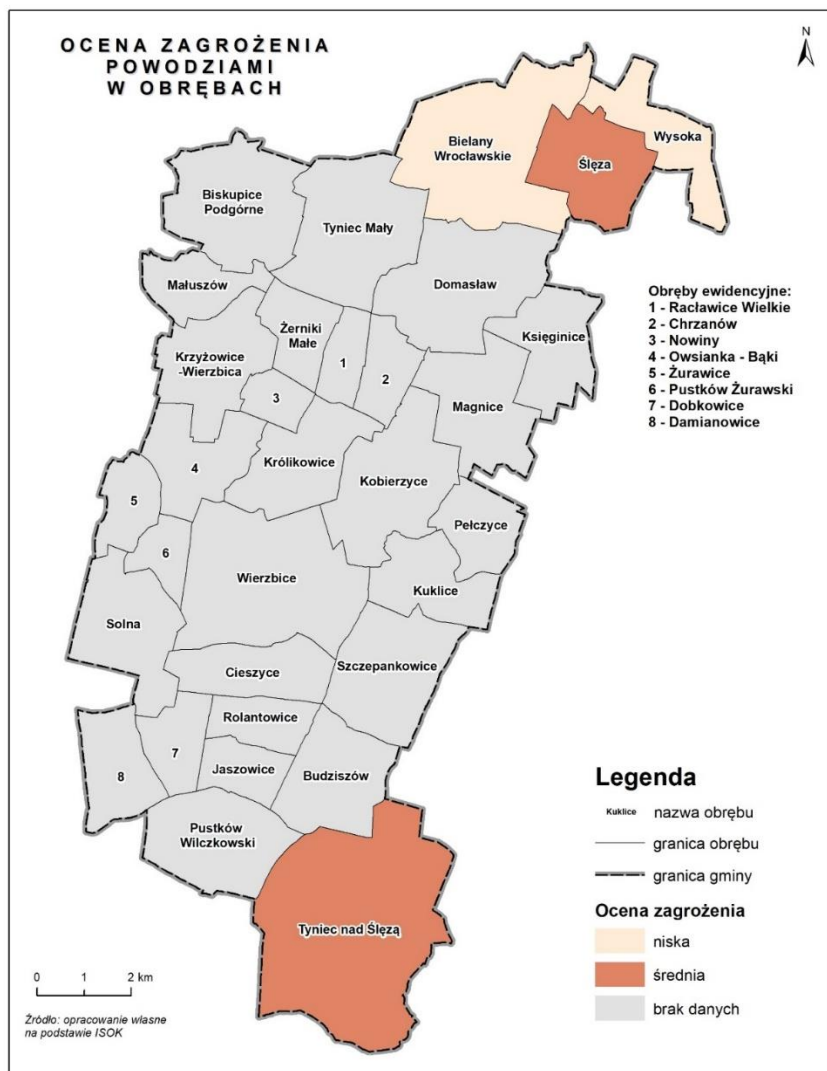 OCENA ZAGROŻENIA
POWODZIAMI
W OBRĘBACH
N
Bielany
Wrocławskie
Wysoka
Ślęza
Biskupice
Podgórne
Tyniec Mały
Domasław
Małuszów
Księginice
Żerniki
Małe
Krzyżowice
-Wierzbica
1
2
3
Magnice
4
Królikowice
Kobierzyce
5
Pełczyce
6
Wierzbice
Kuklice
Solna
Cieszyce
Szczepankowice
Rolantowice
7
8
Jaszowice
Budziszów
Pustków
Wilczkowski
Tyniec nad Ślęzą
Obręby ewidencyjne:
1 - Racławice Wielkie
2 - Chrzanów
3 - Nowiny
4 - Owsianka - Bąki
5 - Żurawice
6 - Pustków Żurawski
7 - Dobkowice
8 - Damianowice
Legenda
Kuklice nazwa obrębu
granica obrębu
granica gminy
Ocena zagrożenia
niska
średnia
brak danych
0 1 2 km
Źródło: opracowanie własne
na podstawie ISOK